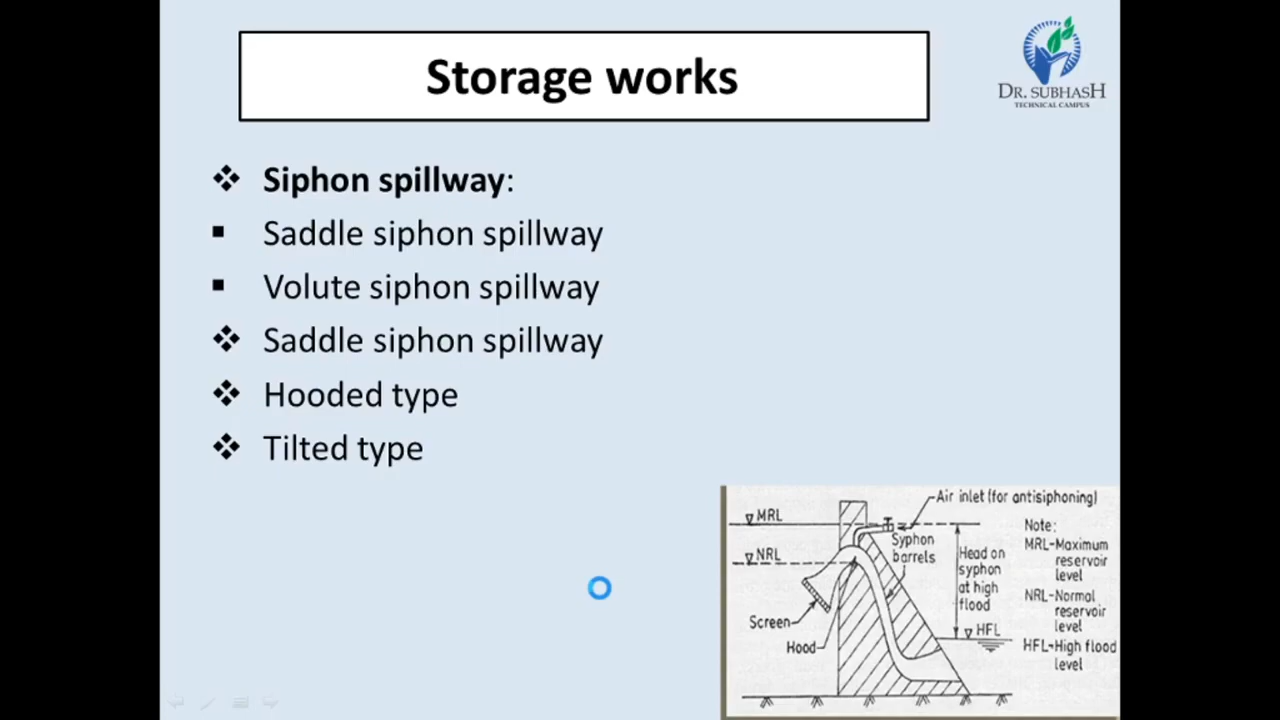 Storage works
DR. SUBHASH
TECHNICAL CAMPUS
❖ Siphon spillway:
▪ Saddle siphon spillway
▪ Volute siphon spillway
❖ Saddle siphon spillway
❖ Hooded type
❖ Tilted type
Air inlet (for antisiphoning)
MRL
NRL
Syphon
barrels
Head on
syphon
at high
flood
HFL
Screen
Hood
Note:
MRL-Maximum
reservoir
level
NRL-Normal
reservoir
level
HFL-High flood
level